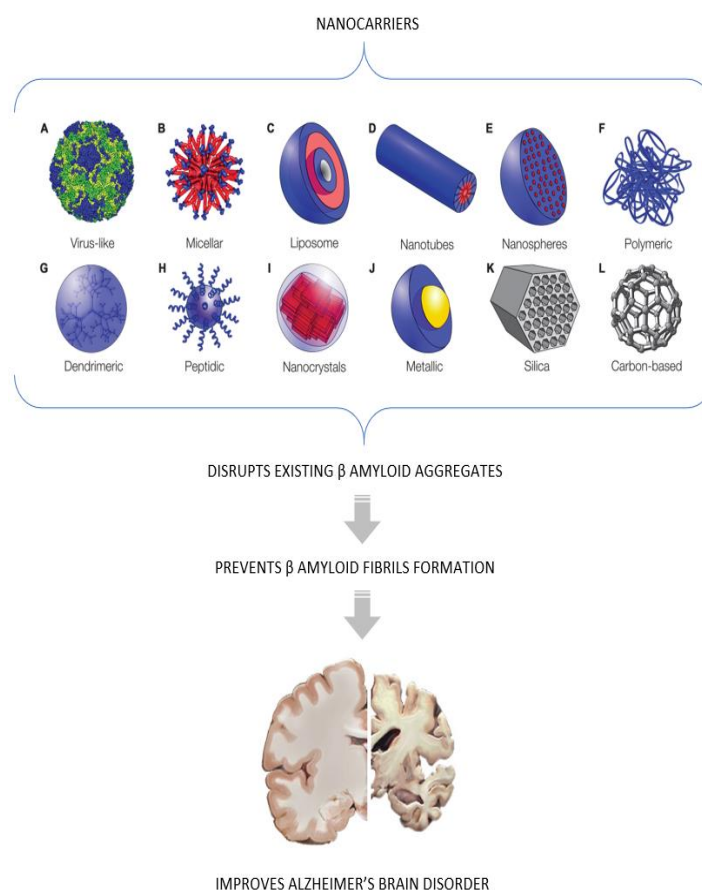 NANOCARRIERS
A B C D E F
Virus-like Micellar Liposome Nanotubes Nanospheres Polymeric
G H I J K L
Dendrimeric Peptidic Nanocrystals Metallic Silica Carbon-based
DISRUPTS EXISTING β AMYLOID AGGREGATES
PREVENTS β AMYLOID FIBRILS FORMATION
IMPROVES ALZHEIMER'S BRAIN DISORDER